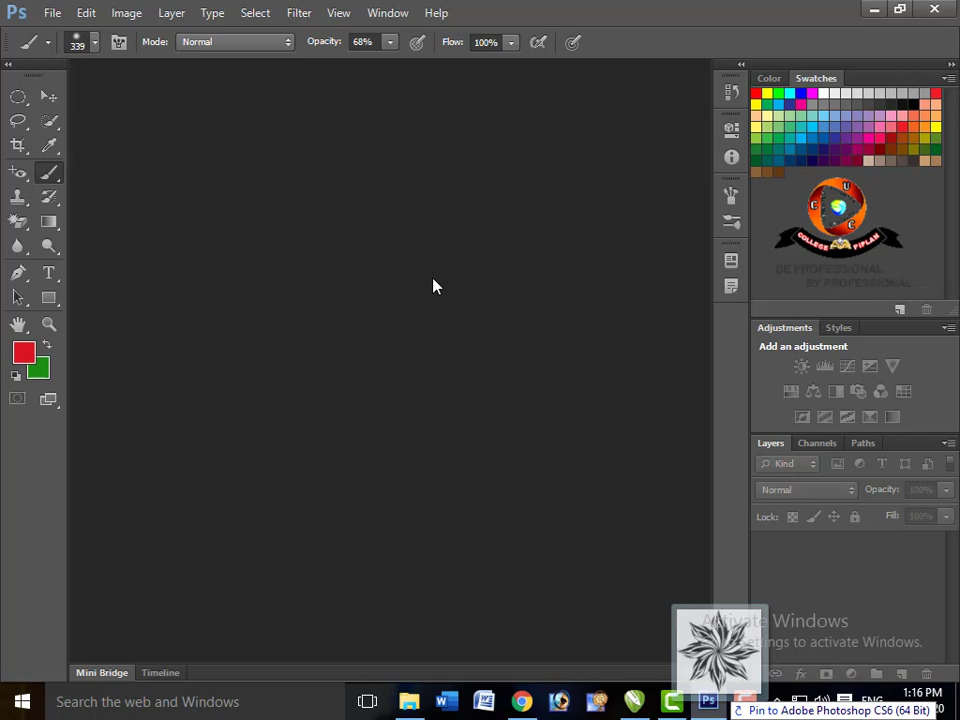 Ps File Edit Image Layer Type Select Filter View Window Help
339 Mode: Normal Opacity: 68% Flow: 100%
Color Swatches
U
C C
COLLEGE PIPLAN
BE PROFESSIONAL
BY PROFESSIONAL
Adjustments Styles
Add an adjustment
Layers Channels Paths
Kind
Normal Opacity: 100%
Lock: Fill: 100%
Activate Windows
settings to activate Windows.
Mini Bridge Timeline
Search the web and Windows
ENG
1:16 PM
Pin to Adobe Photoshop CS6 (64 Bit)